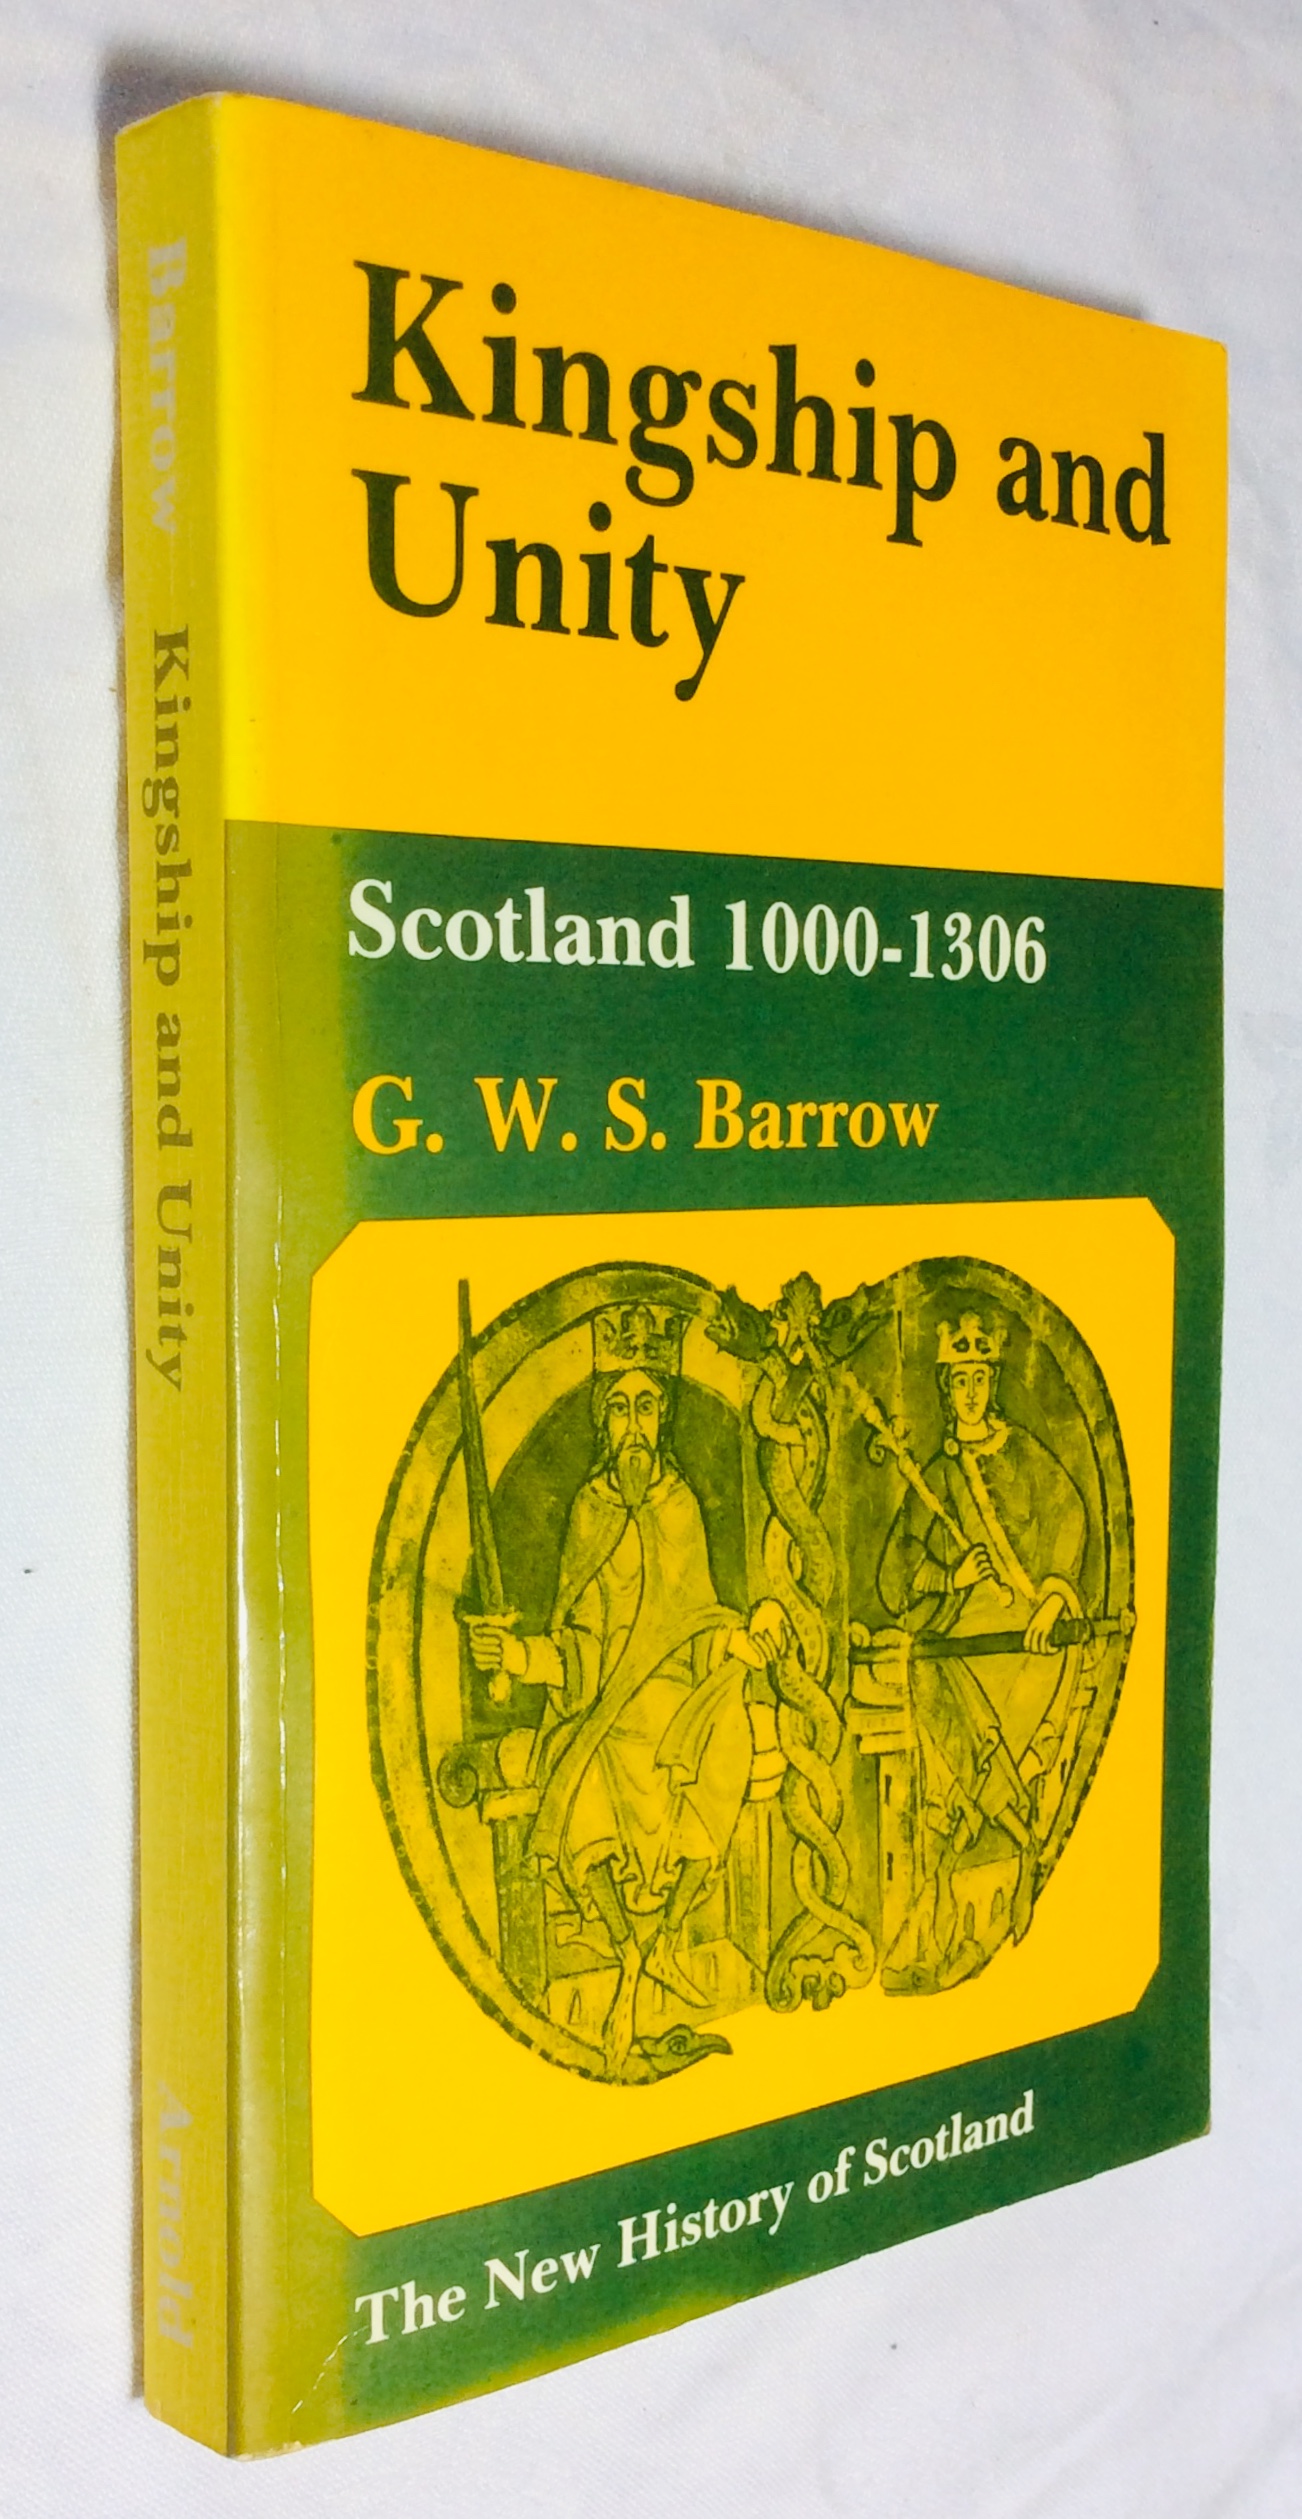 Kingship and
Unity
Scotland 1000-1306
G. W. S. Barrow
The New History of Scotland
Barrow Kingship and Unity Arnold